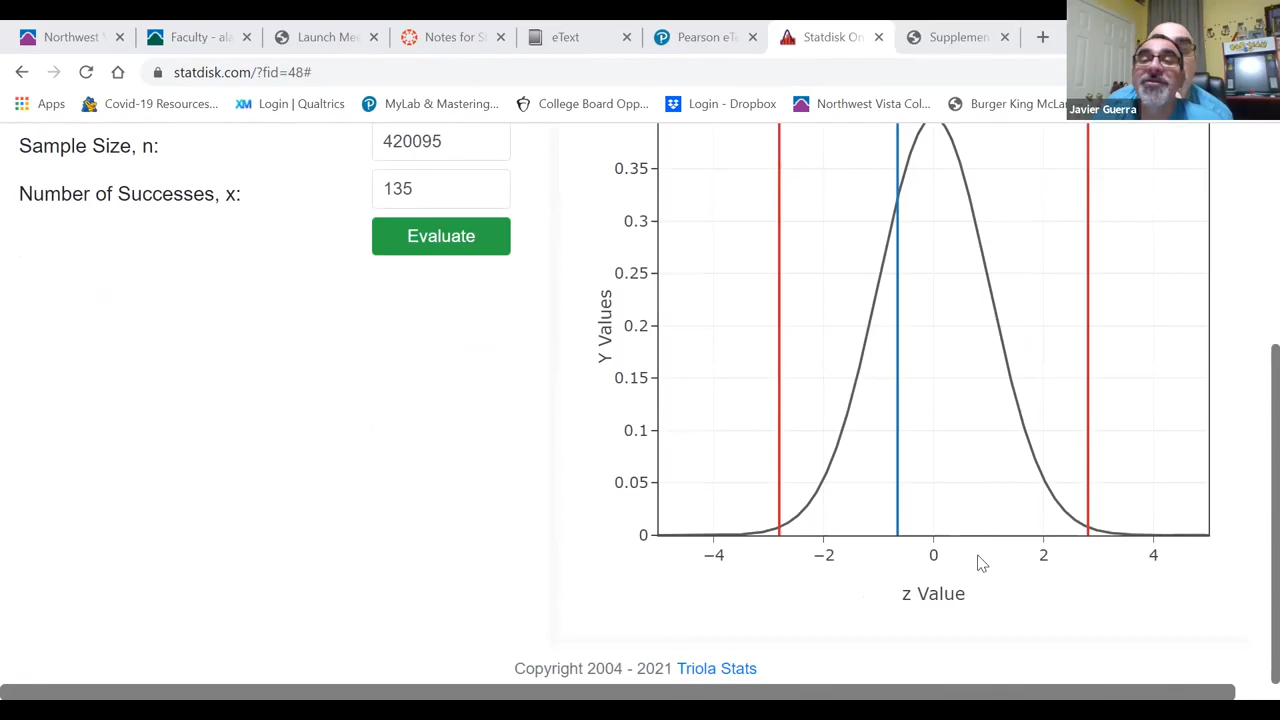 Northwest V
Faculty - ala
Launch Mee
Notes for S
eText
Pearson eTe
Statdisk On
Supplemen
statdisk.com/?fid=48#
Apps
Covid-19 Resources...
XM Login | Qualtrics
MyLab & Mastering...
College Board Opp...
Login - Dropbox
Northwest Vista Col...
Burger King McLa
Javier Guerra
Sample Size, n:
420095
Number of Successes, x:
135
Evaluate
0.35
0.3
0.25
0.2
0.15
0.1
0.05
0
Y Values
−4 −2 0 2 4
z Value
Copyright 2004 - 2021 Triola Stats